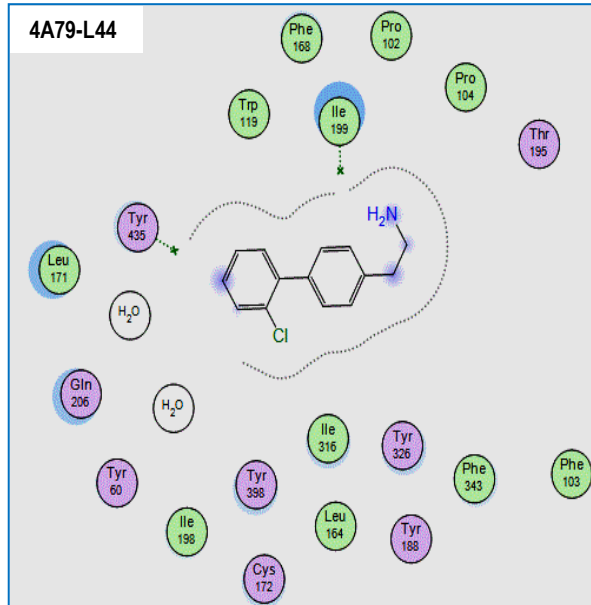 4A79-L44
Phe
168
Pro
102
Pro
104
Trp
119
Ile
199
Thr
195
H₂N
Tyr
435
Leu
171
H₂O
Cl
Gln
206
H₂O
Ile
316
Tyr
326
Tyr
60
Tyr
398
Phe
343
Phe
103
Ile
198
Leu
164
Tyr
188
Cys
172